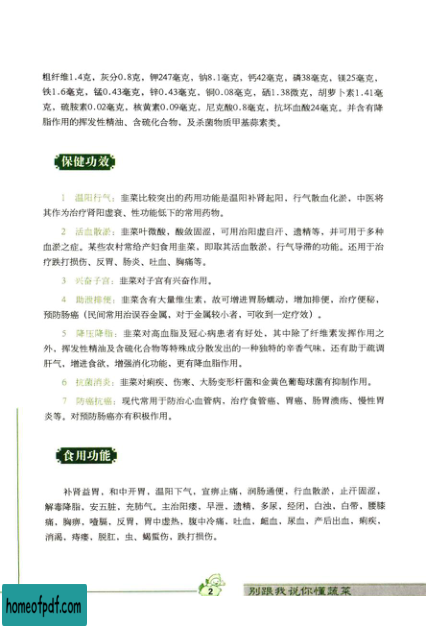 粗纤维1.4克，灰分0.8克，钾247毫克，钠8.1毫克，钙42毫克，磷38毫克，镁25毫克，
铁1.6毫克，锰0.43毫克，锌0.43毫克，铜0.08毫克，硒1.38微克，胡萝卜素1.41毫
克，硫胺素0.02毫克，核黄素0.09毫克，尼克酸0.8毫克，抗坏血酸24毫克。并含有降
脂作用的挥发性精油、含硫化合物，及杀菌物质甲基蒜素类。
保健功效
1 温阳行气：韭菜比较突出的药用功能是温阳补肾起阳，行气散血化淤，中医将
其作为治疗肾阳虚衰、性功能低下的常用药物。
2 活血散淤：韭菜叶微酸，酸敛固涩，可用治阳虚自汗、遗精等，并可用于多种
血淤之症。某些农村常给产妇食用韭菜，即取其活血散淤，行气导滞的功能。还用于治
疗跌打损伤、反胃、肠炎、吐血、胸痛等。
3 兴奋子宫：韭菜对子宫有兴奋作用。
4 助泄排便：韭菜含有大量维生素，故可增进胃肠蠕动，增加排便，治疗便秘，
预防肠癌（民间常用治误吞金属，对于金属较小者，可收到一定疗效）。
5 降压降脂：韭菜对高血脂及冠心病患者有好处，其中除了纤维素发挥作用之
外，挥发性精油及含硫化合物等特殊成分散发出的一种独特的辛香气味，还有助于疏调
肝气，增进食欲，增强消化功能，更有降血脂作用。
6 抗菌消炎：韭菜对痢疾、伤寒、大肠变形杆菌和金黄色葡萄球菌有抑制作用。
7 防癌抗癌：现代常用于防治心血管病，治疗食管癌、胃癌、肠胃溃疡、慢性胃
炎等。对预防肠癌亦有积极作用。
食用功能
补肾益胃，和中开胃，温阳下气，宣痹止痛，润肠通便，行血散淤，止汗固涩，
解毒降脂，安五脏，充肺气。主治阳痿，早泄，遗精，多尿，经闭，白浊，白带，腰膝
痛，胸痹，噎膈，反胃，胃中虚热，腹中冷痛，吐血，衄血，尿血，产后出血，痢疾，
消渴，痔瘘，脱肛，虫、蝎蜇伤，跌打损伤。
2
别跟我说你懂蔬菜
homeofpdf.com